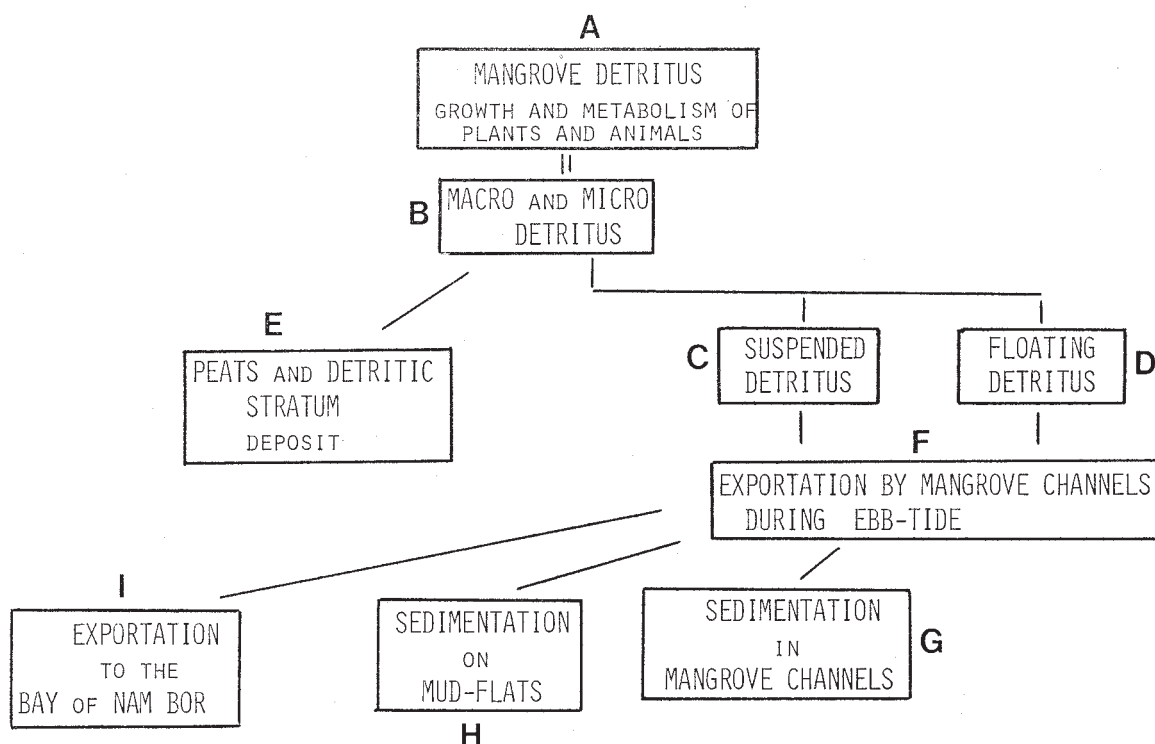 A
MANGROVE DETRITUS
GROWTH AND METABOLISM OF
PLANTS AND ANIMALS
B
MACRO AND MICRO
DETRITUS
E
PEATS AND DETRITIC
STRATUM
DEPOSIT
C
SUSPENDED
DETRITUS
FLOATING
DETRITUS
D
F
EXPORTATION BY MANGROVE CHANNELS
DURING EBB-TIDE
I
EXPORTATION
TO THE
BAY OF NAM BOR
SEDIMENTATION
ON
MUD-FLATS
H
SEDIMENTATION
IN
MANGROVE CHANNELS
G